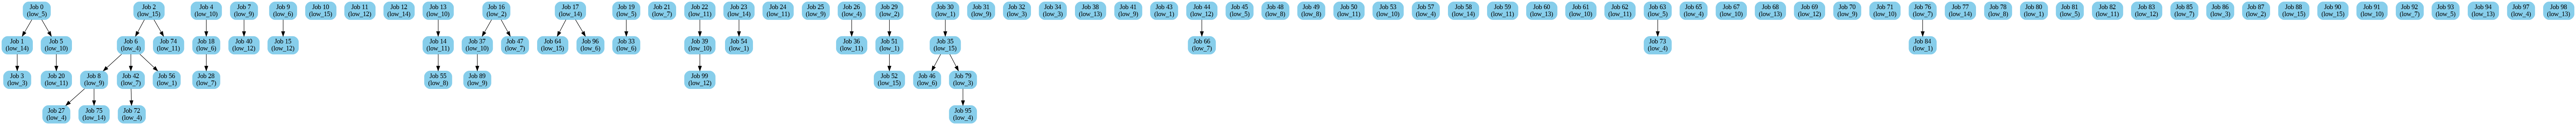 Job 0
(low_5)
Job 2
(low_15)
Job 4
(low_10)
Job 7
(low_9)
Job 9
(low_6)
Job 10
(low_15)
Job 11
(low_12)
Job 12
(low_14)
Job 13
(low_10)
Job 16
(low_2)
Job 17
(low_14)
Job 19
(low_5)
Job 21
(low_7)
Job 22
(low_11)
Job 23
(low_14)
Job 24
(low_11)
Job 25
(low_9)
Job 26
(low_4)
Job 29
(low_2)
Job 30
(low_1)
Job 31
(low_9)
Job 32
(low_3)
Job 34
(low_3)
Job 38
(low_13)
Job 41
(low_9)
Job 43
(low_1)
Job 44
(low_12)
Job 45
(low_5)
Job 48
(low_8)
Job 49
(low_8)
Job 50
(low_11)
Job 53
(low_10)
Job 57
(low_4)
Job 58
(low_14)
Job 59
(low_11)
Job 60
(low_13)
Job 61
(low_10)
Job 62
(low_11)
Job 63
(low_5)
Job 65
(low_4)
Job 67
(low_10)
Job 68
(low_13)
Job 69
(low_12)
Job 70
(low_9)
Job 71
(low_10)
Job 76
(low_7)
Job 77
(low_14)
Job 78
(low_8)
Job 80
(low_1)
Job 81
(low_5)
Job 82
(low_11)
Job 83
(low_12)
Job 85
(low_7)
Job 86
(low_3)
Job 87
(low_2)
Job 88
(low_15)
Job 90
(low_15)
Job 91
(low_10)
Job 92
(low_7)
Job 93
(low_5)
Job 94
(low_13)
Job 97
(low_4)
Job 98
(low_13)
Job 1
(low_14)
Job 5
(low_10)
Job 6
(low_4)
Job 74
(low_11)
Job 18
(low_6)
Job 40
(low_12)
Job 15
(low_12)
Job 14
(low_11)
Job 37
(low_10)
Job 47
(low_7)
Job 64
(low_15)
Job 96
(low_6)
Job 33
(low_6)
Job 39
(low_10)
Job 54
(low_1)
Job 36
(low_11)
Job 51
(low_1)
Job 35
(low_15)
Job 66
(low_7)
Job 73
(low_4)
Job 84
(low_1)
Job 3
(low_3)
Job 20
(low_11)
Job 8
(low_9)
Job 42
(low_7)
Job 56
(low_1)
Job 28
(low_7)
Job 55
(low_8)
Job 89
(low_9)
Job 99
(low_12)
Job 52
(low_15)
Job 46
(low_6)
Job 79
(low_3)
Job 27
(low_4)
Job 75
(low_14)
Job 72
(low_4)
Job 95
(low_4)